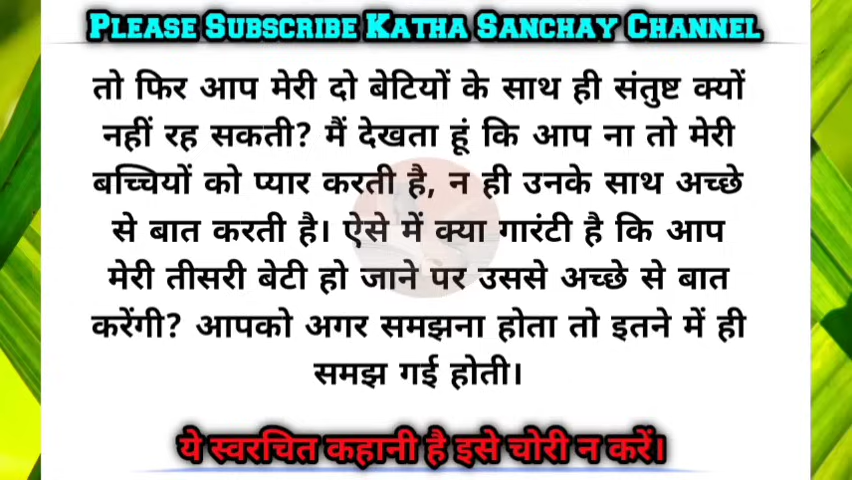 PLEASE SUBSCRIBE KATHA SANCHAY CHANNEL
तो फिर आप मेरी दो बेटियों के साथ ही संतुष्ट क्यों
नहीं रह सकती? मैं देखता हूं कि आप ना तो मेरी
बच्चियों को प्यार करती है, न ही उनके साथ अच्छे
से बात करती है। ऐसे में क्या गारंटी है कि आप
मेरी तीसरी बेटी हो जाने पर उससे अच्छे से बात
करेंगी? आपको अगर समझना होता तो इतने में ही
समझ गई होती।
ये स्वरचित कहानी है इसे चोरी न करें।